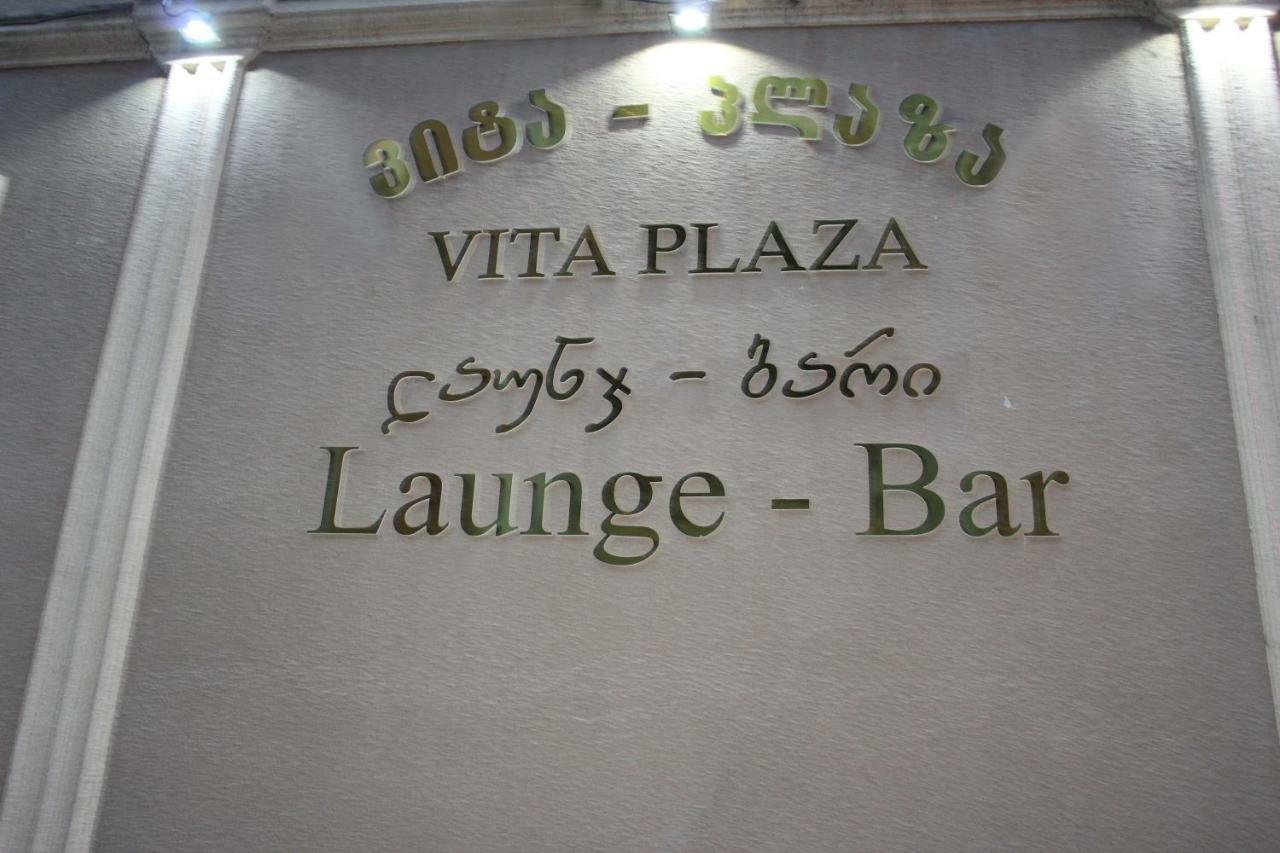 ვიტა - პლაზა
VITA PLAZA
ლაუნჯ - ბარი
Launge - Bar